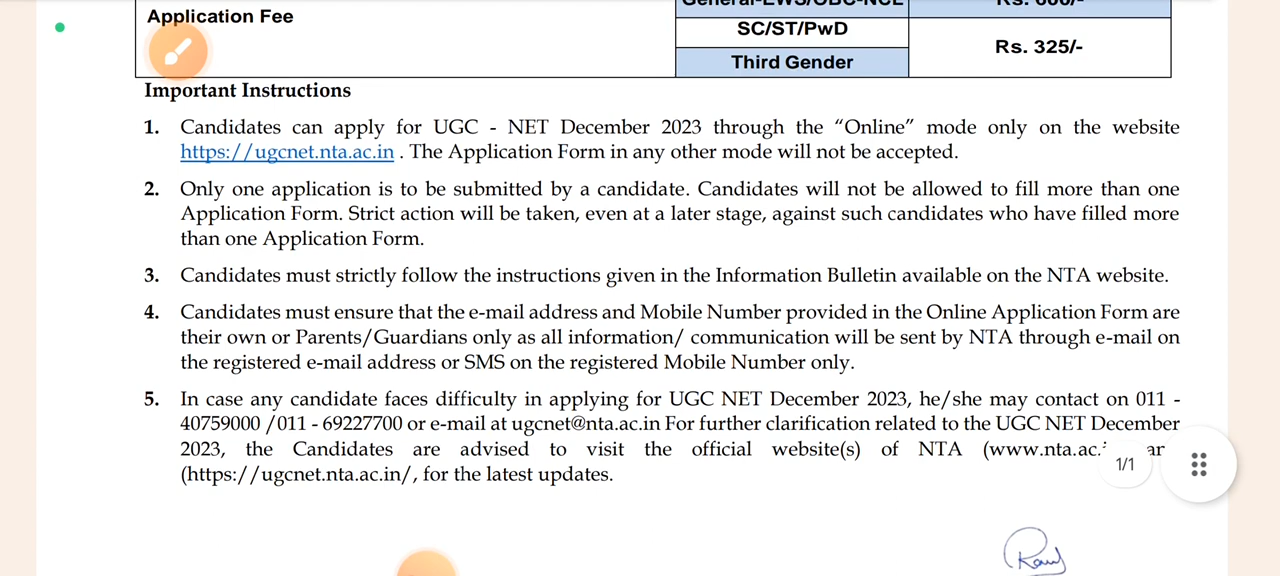 General-EWS/OBC-NCL Rs. 600/-
Application Fee
SC/ST/PwD
Rs. 325/-
Third Gender
Important Instructions
1. Candidates can apply for UGC - NET December 2023 through the “Online” mode only on the website
https://ugcnet.nta.ac.in . The Application Form in any other mode will not be accepted.
2. Only one application is to be submitted by a candidate. Candidates will not be allowed to fill more than one
Application Form. Strict action will be taken, even at a later stage, against such candidates who have filled more
than one Application Form.
3. Candidates must strictly follow the instructions given in the Information Bulletin available on the NTA website.
4. Candidates must ensure that the e-mail address and Mobile Number provided in the Online Application Form are
their own or Parents/Guardians only as all information/ communication will be sent by NTA through e-mail on
the registered e-mail address or SMS on the registered Mobile Number only.
5. In case any candidate faces difficulty in applying for UGC NET December 2023, he/she may contact on 011 -
40759000 /011 - 69227700 or e-mail at ugcnet@nta.ac.in For further clarification related to the UGC NET December
2023, the Candidates are advised to visit the official website(s) of NTA (www.nta.ac.
1/1
(https://ugcnet.nta.ac.in/, for the latest updates.